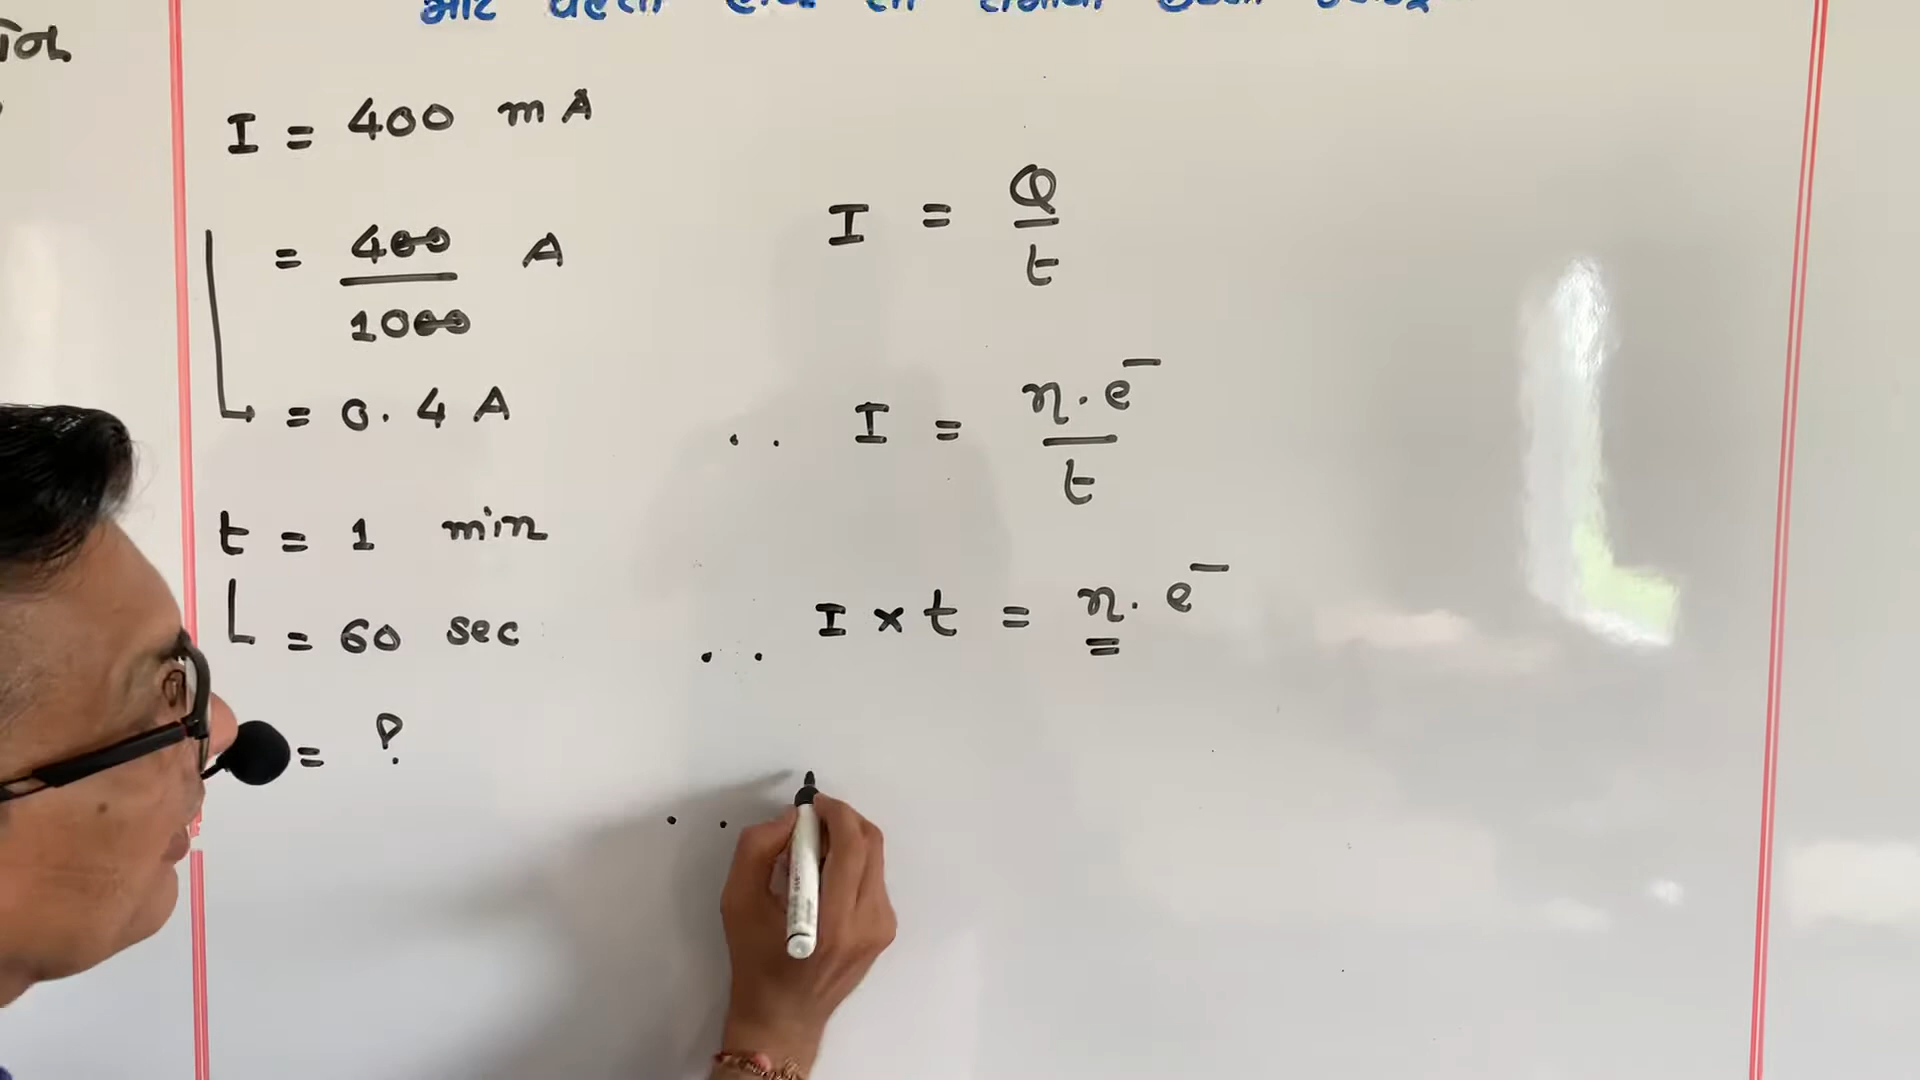 I = 400 mA
= 400/1000 A
= 0.4 A
t = 1 min
= 60 sec
= ?
I = Q/t
.. I = n.e⁻/t
.. I × t = n.e⁻
..